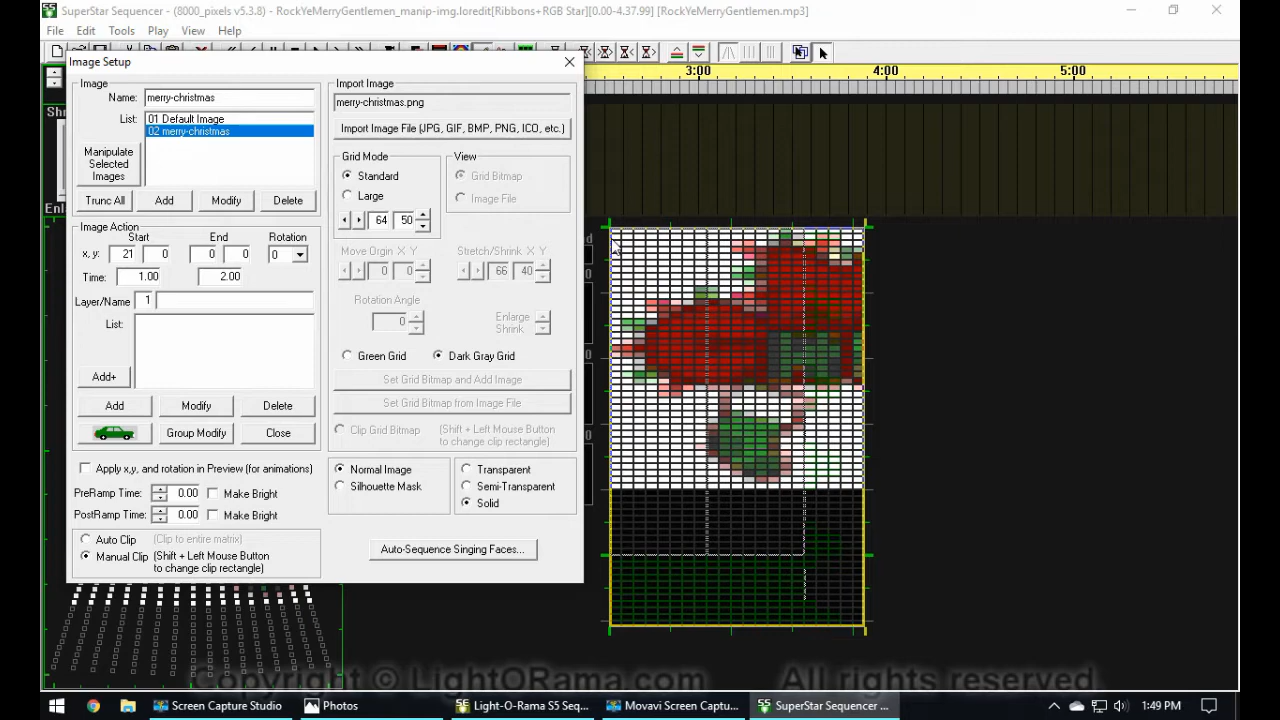 SuperStar Sequencer - (8000_pixels v5.3.8) - RockYeMerryGentlemen_manip-img.loredit[Ribbons+RGB Star][0.00-4.37.99] [RockYeMerryGentlemen.mp3]
File Edit Tools Play View Help
3:00 4:00 5:00
Image Setup
Image
Name: merry-christmas
List: 01 Default Image
02 merry-christmas
Manipulate
Selected
Images
Trunc All Add Modify Delete
Image Action
Start End Rotation
x, y: 21 0 0 0 0
Time: 1.00 2.00
Layer/Name 1
List:
Add+
Add Modify Delete
Group Modify Close
Apply x,y, and rotation in Preview (for animations)
PreRamp Time: 0.00 Make Bright
PostRamp Time: 0.00 Make Bright
Auto Clip (Clip to entire matrix)
Manual Clip (Shift + Left Mouse Button
to change clip rectangle)
Import Image
merry-christmas.png
Import Image File (JPG, GIF, BMP, PNG, ICO, etc.)
Grid Mode View
Standard Grid Bitmap
Large Image File
64 50
Move Origin X Y Stretch/Shrink X Y
0 0 66 40
Rotation Angle
0
Enlarge
Shrink
Green Grid Dark Gray Grid
Set Grid Bitmap and Add Image
Set Grid Bitmap from Image File
Clip Grid Bitmap (Shift + Left Mouse Button
to change clip rectangle)
Normal Image Transparent
Silhouette Mask Semi-Transparent
Solid
Auto-Sequence Singing Faces...
Copyright © LightORama.com All rights reserved
Screen Capture Studio Photos Light-O-Rama S5 Seq... Movavi Screen Captu... SuperStar Sequencer ... 1:49 PM